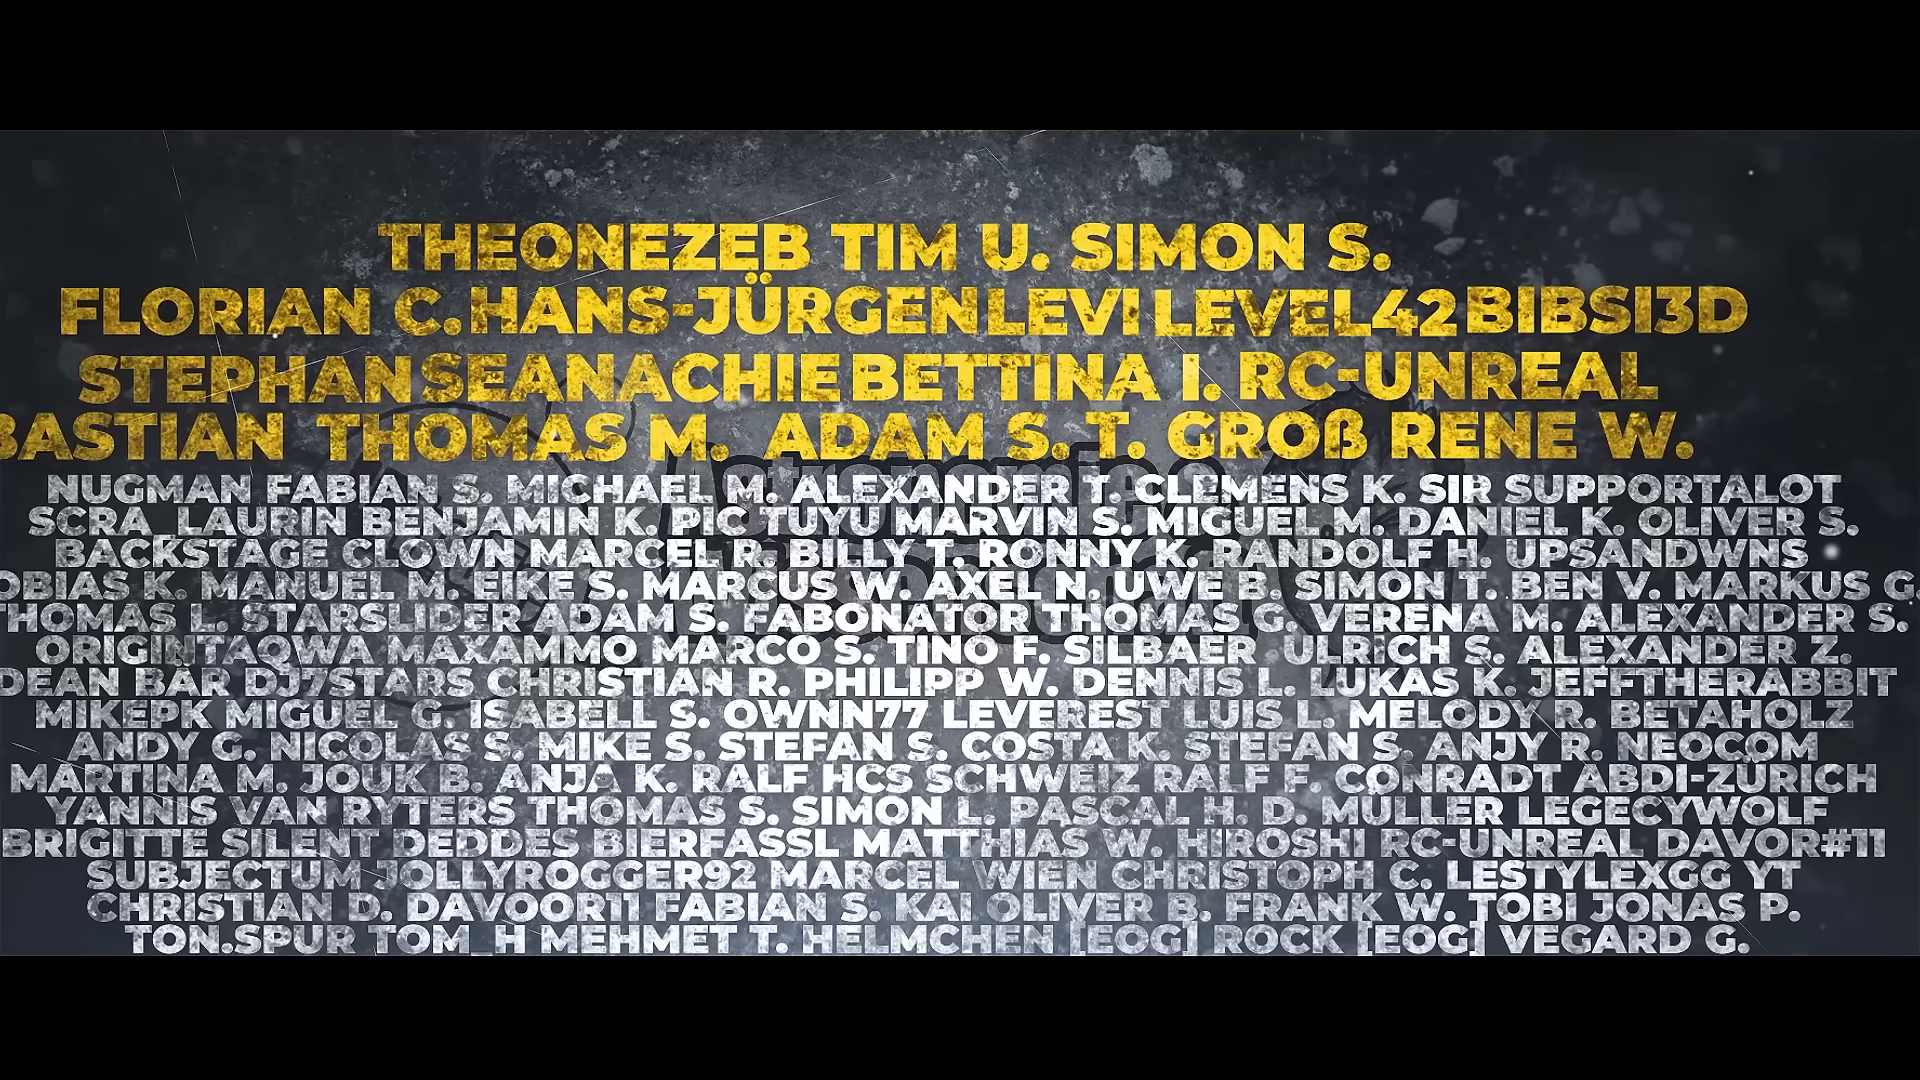 THEONEZEB TIM U. SIMON S.
FLORIAN C. HANS-JÜRGEN LEVI LEVEL42 BIBSI3D
STEPHAN SEANACHIE BETTINA I. RC-UNREAL
BASTIAN THOMAS M. ADAM S. T. GROß RENE W.
Astronomie &
NUGMAN FABIAN S. MICHAEL M. ALEXANDER T. CLEMENS K. SIR SUPPORTALOT
SCRA_LAURIN BENJAMIN K. PIC TUYU MARVIN S. MIGUEL M. DANIEL K. OLIVER S.
BACKSTAGE CLOWN MARCEL R. BILLY T. RONNY K. RANDOLF H. UPSANDWNS
OBIAS K. MANUEL M. EIKE S. MARCUS W. AXEL N. UWE B. SIMON T. BEN V. MARKUS G.
THOMAS L. STARSLIDER ADAM S. FABONATOR THOMAS G. VERENA M. ALEXANDER S.
ORIGINTAQWA MAXAMMO MARCO S. TINO F. SILBAER ULRICH S. ALEXANDER Z.
DEAN BÄR DJ7STARS CHRISTIAN R. PHILIPP W. DENNIS L. LUKAS K. JEFFTHERABBIT
MIKEPK MIGUEL G. ISABELL S. OWNN77 LEVEREST LUIS L. MELODY R. BETAHOLZ
ANDY G. NICOLAS S. MIKE S. STEFAN S. COSTA K. STEFAN S. ANJY R. NEOCOM
MARTINA M. JOUK B. ANJA K. RALF HCS SCHWEIZ RALF F. CONRADT ABDI-ZÜRICH
YANNIS VAN RYTERS THOMAS S. SIMON L. PASCAL H. D. MÜLLER LEGECYWOLF
BRIGITTE SILENT DEDDES BIERFASSL MATTHIAS W. HIROSHI RC-UNREAL DAVOR#11
SUBJECTUM JOLLYROGGER92 MARCEL WIEN CHRISTOPH C. LESTYLEXGG YT
CHRISTIAN D. DAVOOR11 FABIAN S. KAI OLIVER B. FRANK W. TOBI JONAS P.
TON.SPUR TOM_H MEHMET T. HELMCHEN [EOG] ROCK [EOG] VEGARD G.